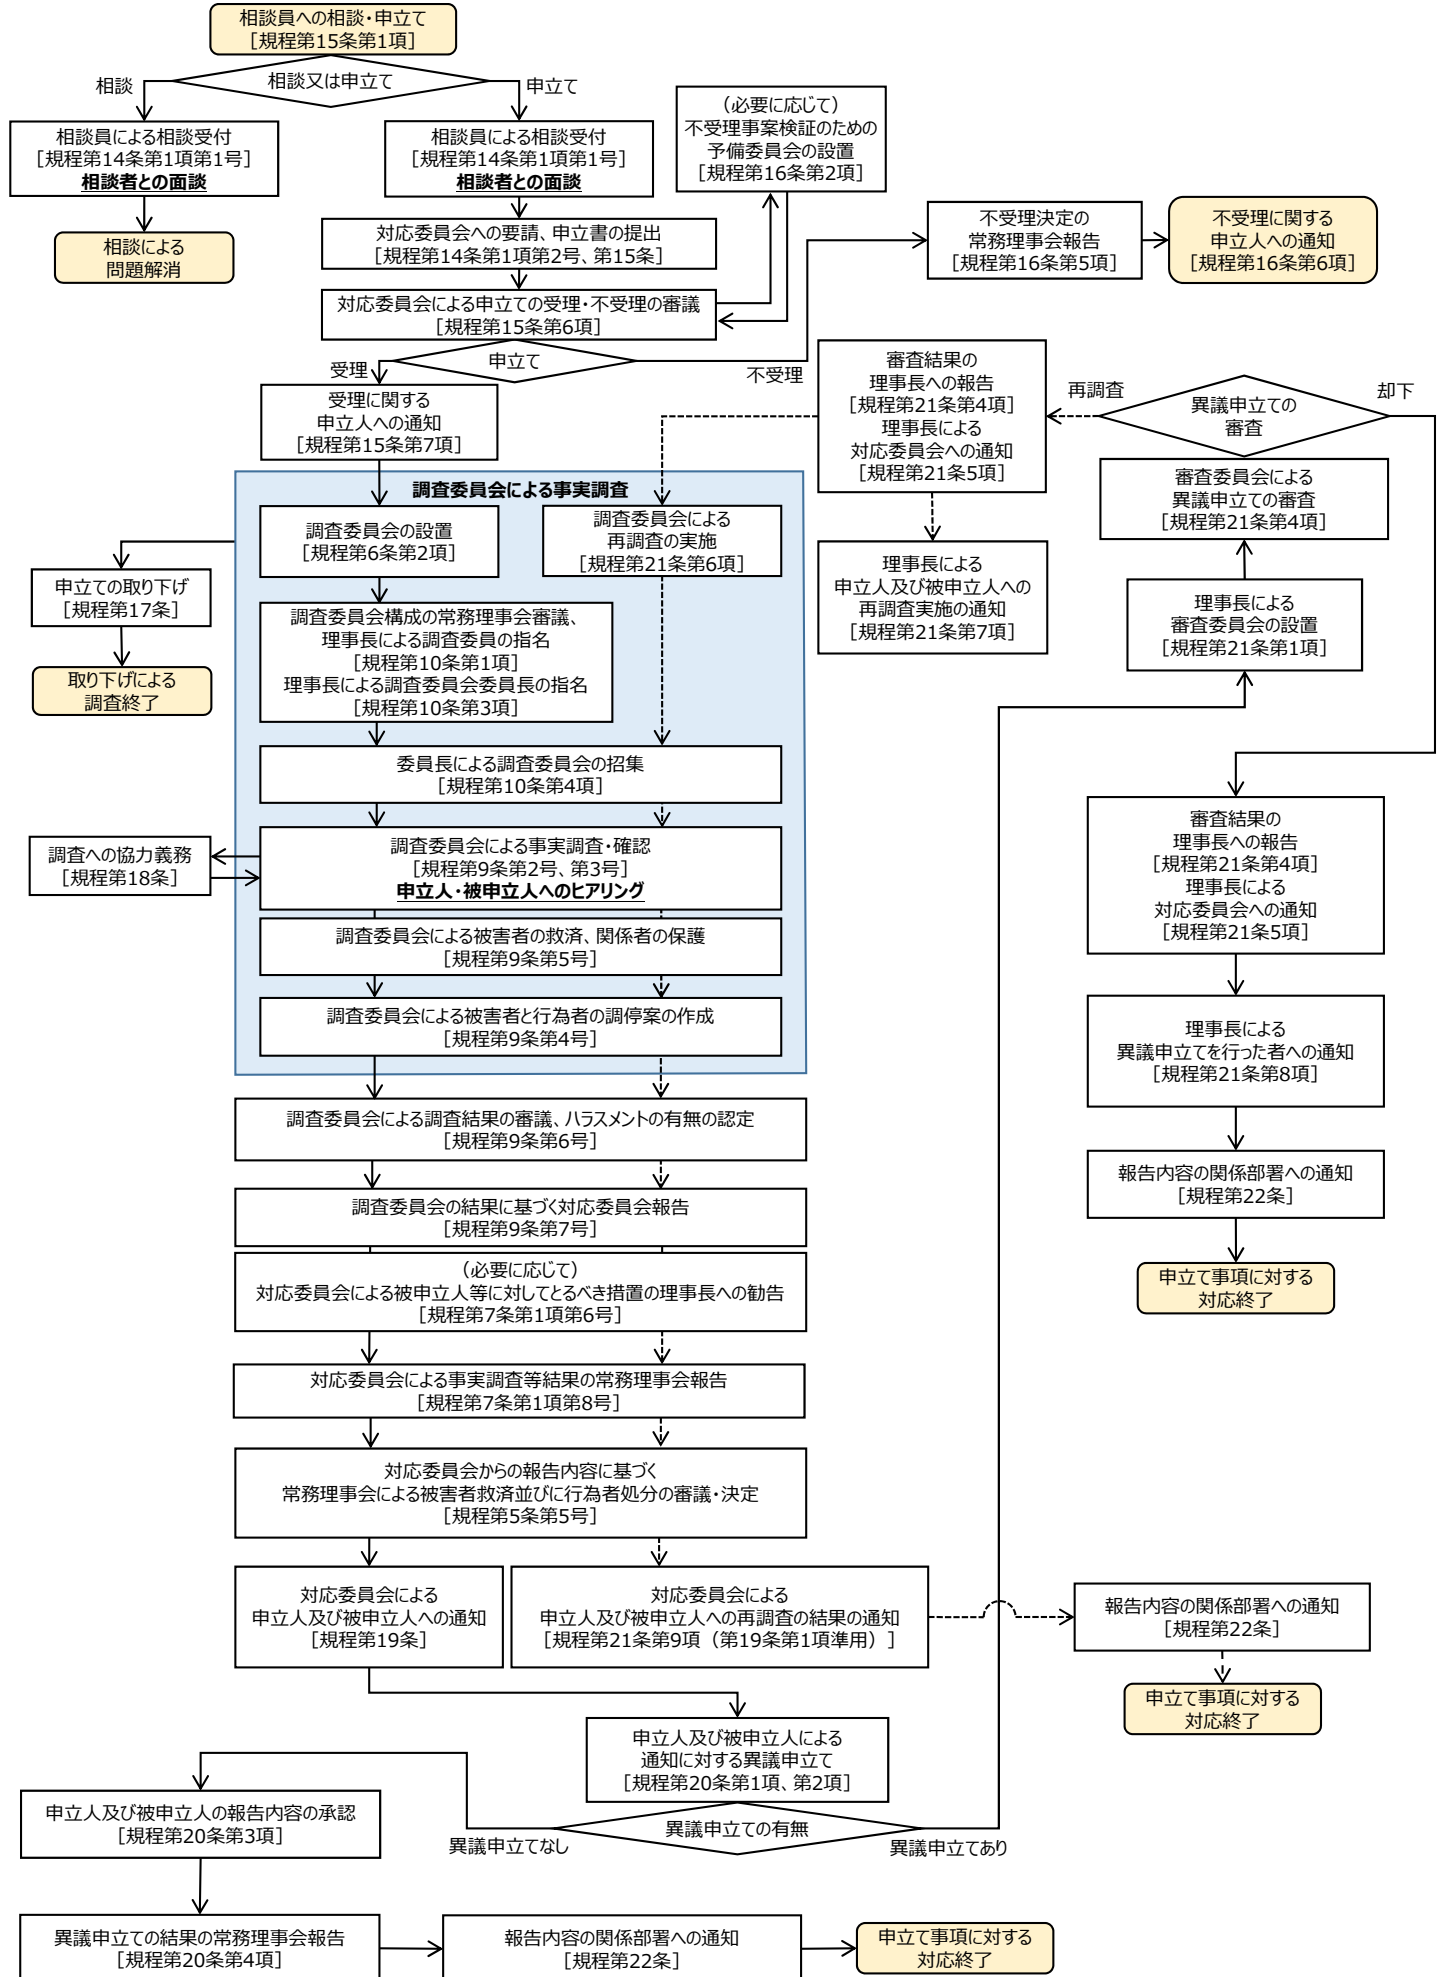 相談員への相談・申立て
［規程第15条第1項］
相談又は申立て
相談
申立て
相談員による相談受付
［規程第14条第1項第1号］
相談者との面談
相談による
問題解消
相談員による相談受付
［規程第14条第1項第1号］
相談者との面談
（必要に応じて）
不受理事案検証のための
予備委員会の設置
［規程第16条第2項］
対応委員会への要請、申立書の提出
［規程第14条第1項第2号、第15条］
対応委員会による申立ての受理・不受理の審議
［規程第15条第6項］
不受理決定の
常務理事会報告
［規程第16条第5項］
不受理に関する
申立人への通知
［規程第16条第6項］
申立て
受理
不受理
受理に関する
申立人への通知
［規程第15条第7項］
審査結果の
理事長への報告
［規程第21条第4項］
理事長による
対応委員会への通知
［規程第21条5項］
再調査
異議申立ての
審査
却下
審査委員会による
異議申立ての審査
［規程第21条第4項］
調査委員会による事実調査
調査委員会の設置
［規程第6条第2項］
調査委員会による
再調査の実施
［規程第21条第6項］
理事長による
申立人及び被申立人への
再調査実施の通知
［規程第21条第7項］
理事長による
審査委員会の設置
［規程第21条第1項］
申立ての取り下げ
［規程第17条］
取り下げによる
調査終了
調査委員会構成の常務理事会審議、
理事長による調査委員の指名
［規程第10条第1項］
理事長による調査委員会委員長の指名
［規程第10条第3項］
委員長による調査委員会の招集
［規程第10条第4項］
調査への協力義務
［規程第18条］
調査委員会による事実調査・確認
［規程第9条第2号、第3号］
申立人・被申立人へのヒアリング
審査結果の
理事長への報告
［規程第21条第4項］
理事長による
対応委員会への通知
［規程第21条5項］
調査委員会による被害者の救済、関係者の保護
［規程第9条第5号］
調査委員会による被害者と行為者の調停案の作成
［規程第9条第4号］
理事長による
異議申立てを行った者への通知
［規程第21条第8項］
調査委員会による調査結果の審議、ハラスメントの有無の認定
［規程第9条第6号］
報告内容の関係部署への通知
［規程第22条］
調査委員会の結果に基づく対応委員会報告
［規程第9条第7号］
（必要に応じて）
対応委員会による被申立人等に対してとるべき措置の理事長への勧告
［規程第7条第1項第6号］
申立て事項に対する
対応終了
対応委員会による事実調査等結果の常務理事会報告
［規程第7条第1項第8号］
対応委員会からの報告内容に基づく
常務理事会による被害者救済並びに行為者処分の審議・決定
［規程第5条第5号］
対応委員会による
申立人及び被申立人への通知
［規程第19条］
対応委員会による
申立人及び被申立人への再調査の結果の通知
［規程第21条第9項（第19条第1項準用）］
報告内容の関係部署への通知
［規程第22条］
申立て事項に対する
対応終了
申立人及び被申立人による
通知に対する異議申立て
［規程第20条第1項、第2項］
異議申立ての有無
異議申立てなし
異議申立てあり
申立人及び被申立人の報告内容の承認
［規程第20条第3項］
異議申立ての結果の常務理事会報告
［規程第20条第4項］
報告内容の関係部署への通知
［規程第22条］
申立て事項に対する
対応終了